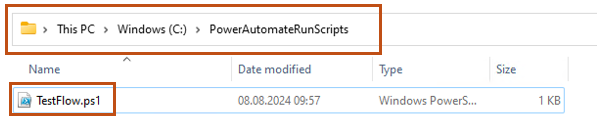 This PC > Windows (C:) > PowerAutomateRunScripts
Name Date modified Type Size
TestFlow.ps1 08.08.2024 09:57 Windows PowerS... 1 KB